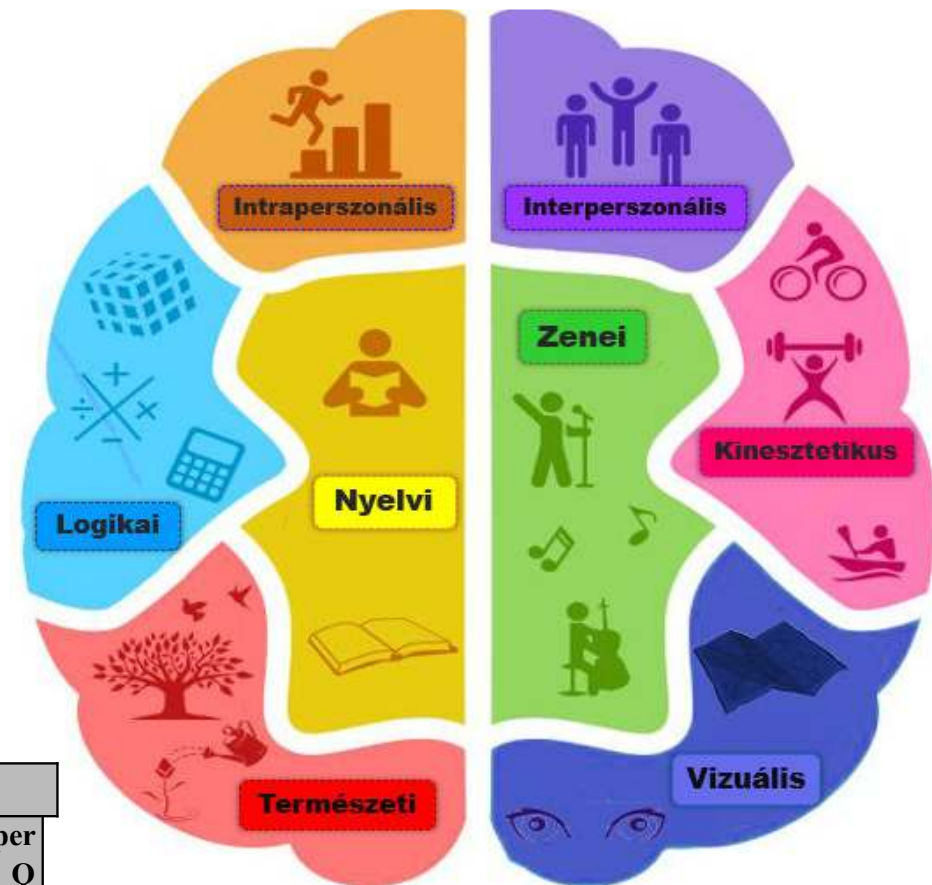 Intraperszonális
Interperszonális
Zenei
Kinesztetikus
Nyelvi
Logikai
Vizuális
Természeti
Q